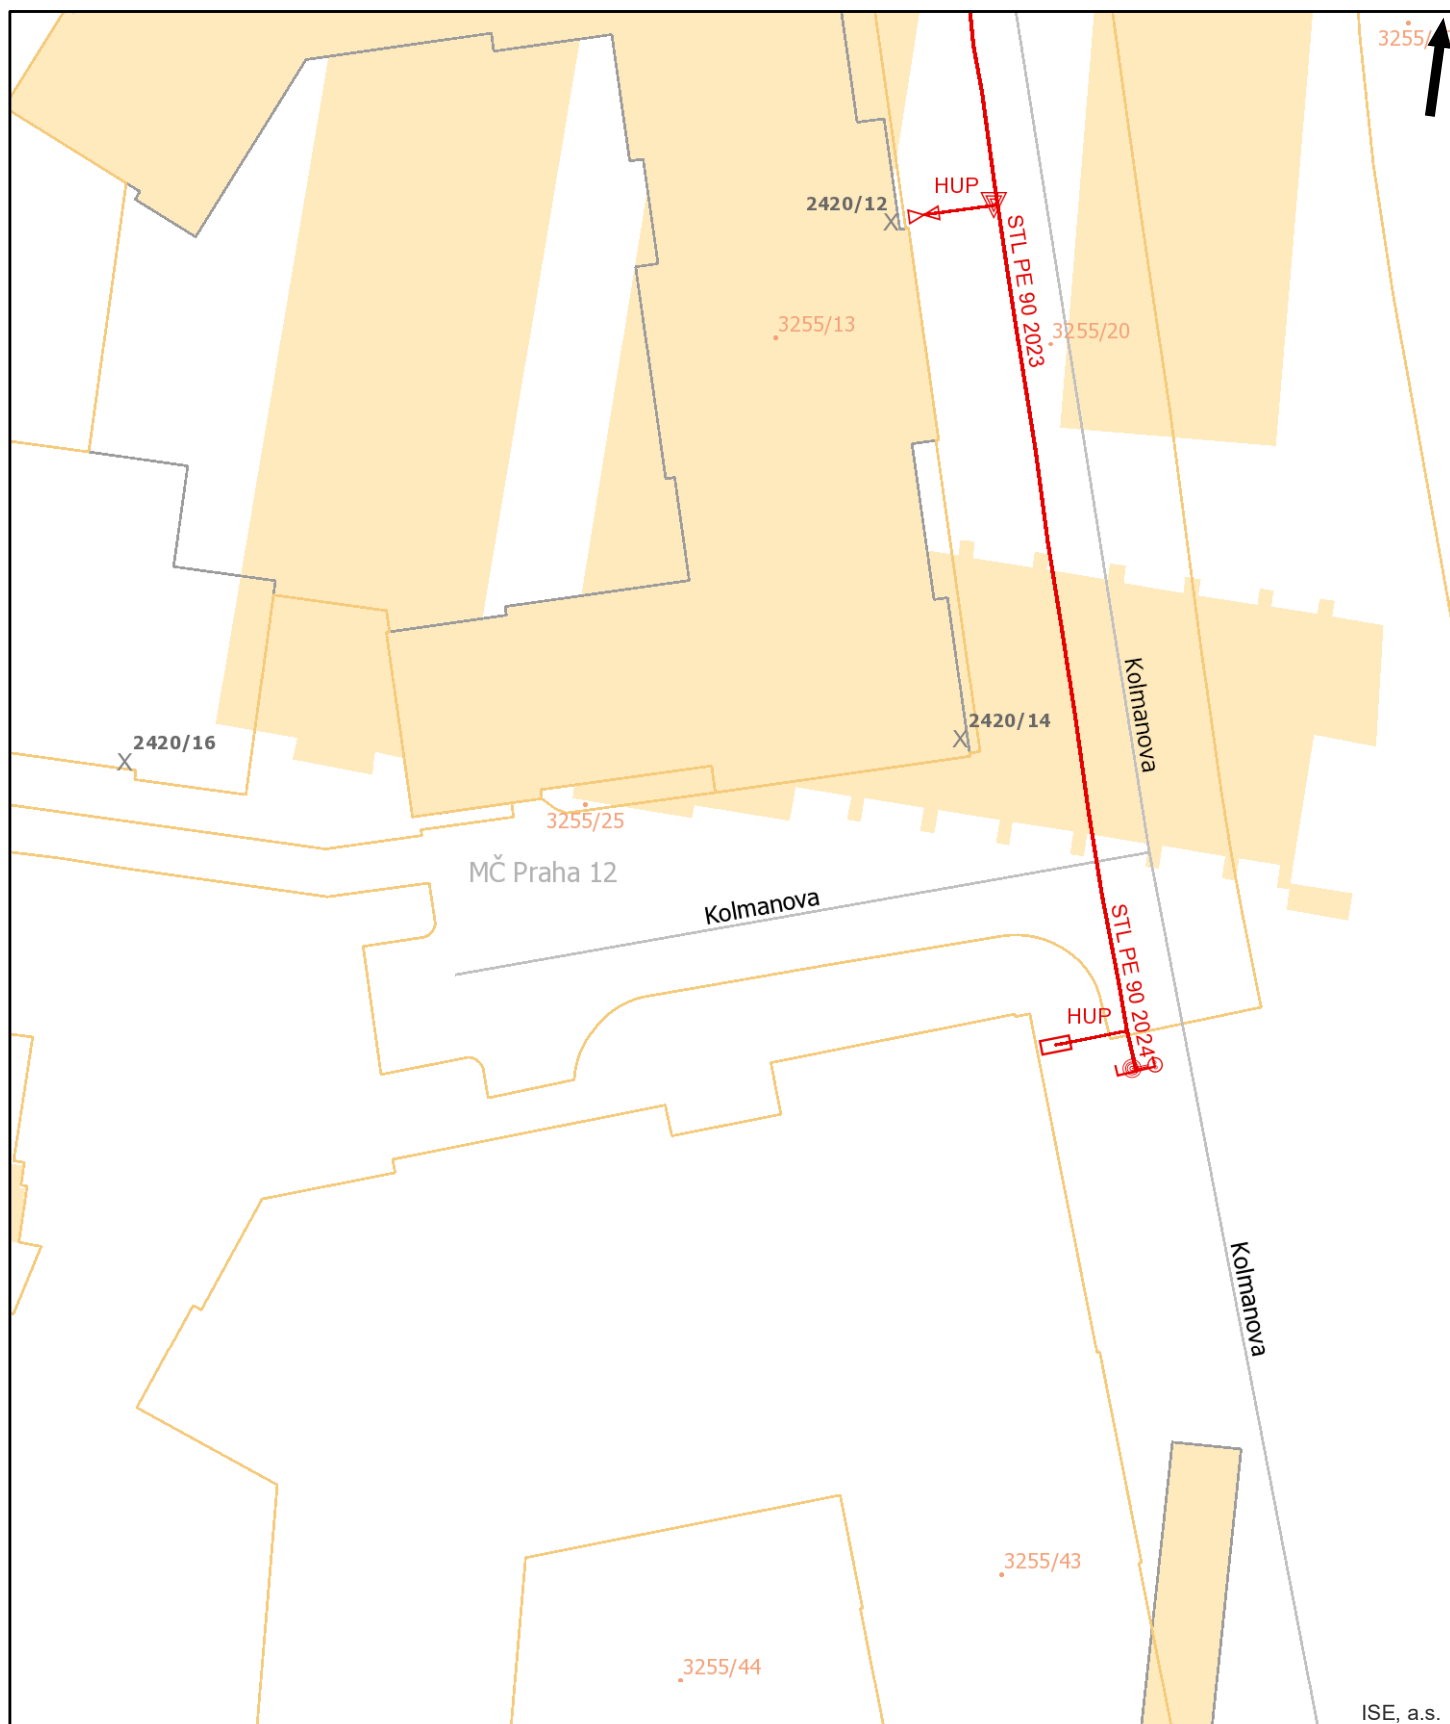 3255/
HUP
2420/12
STL PE 90 2023
3255/13
3255/20
Kolmanova
2420/14
2420/16
3255/25
MČ Praha 12
Kolmanova
STL PE 90 2024
HUP
Kolmanova
3255/43
3255/44
ISE, a.s.